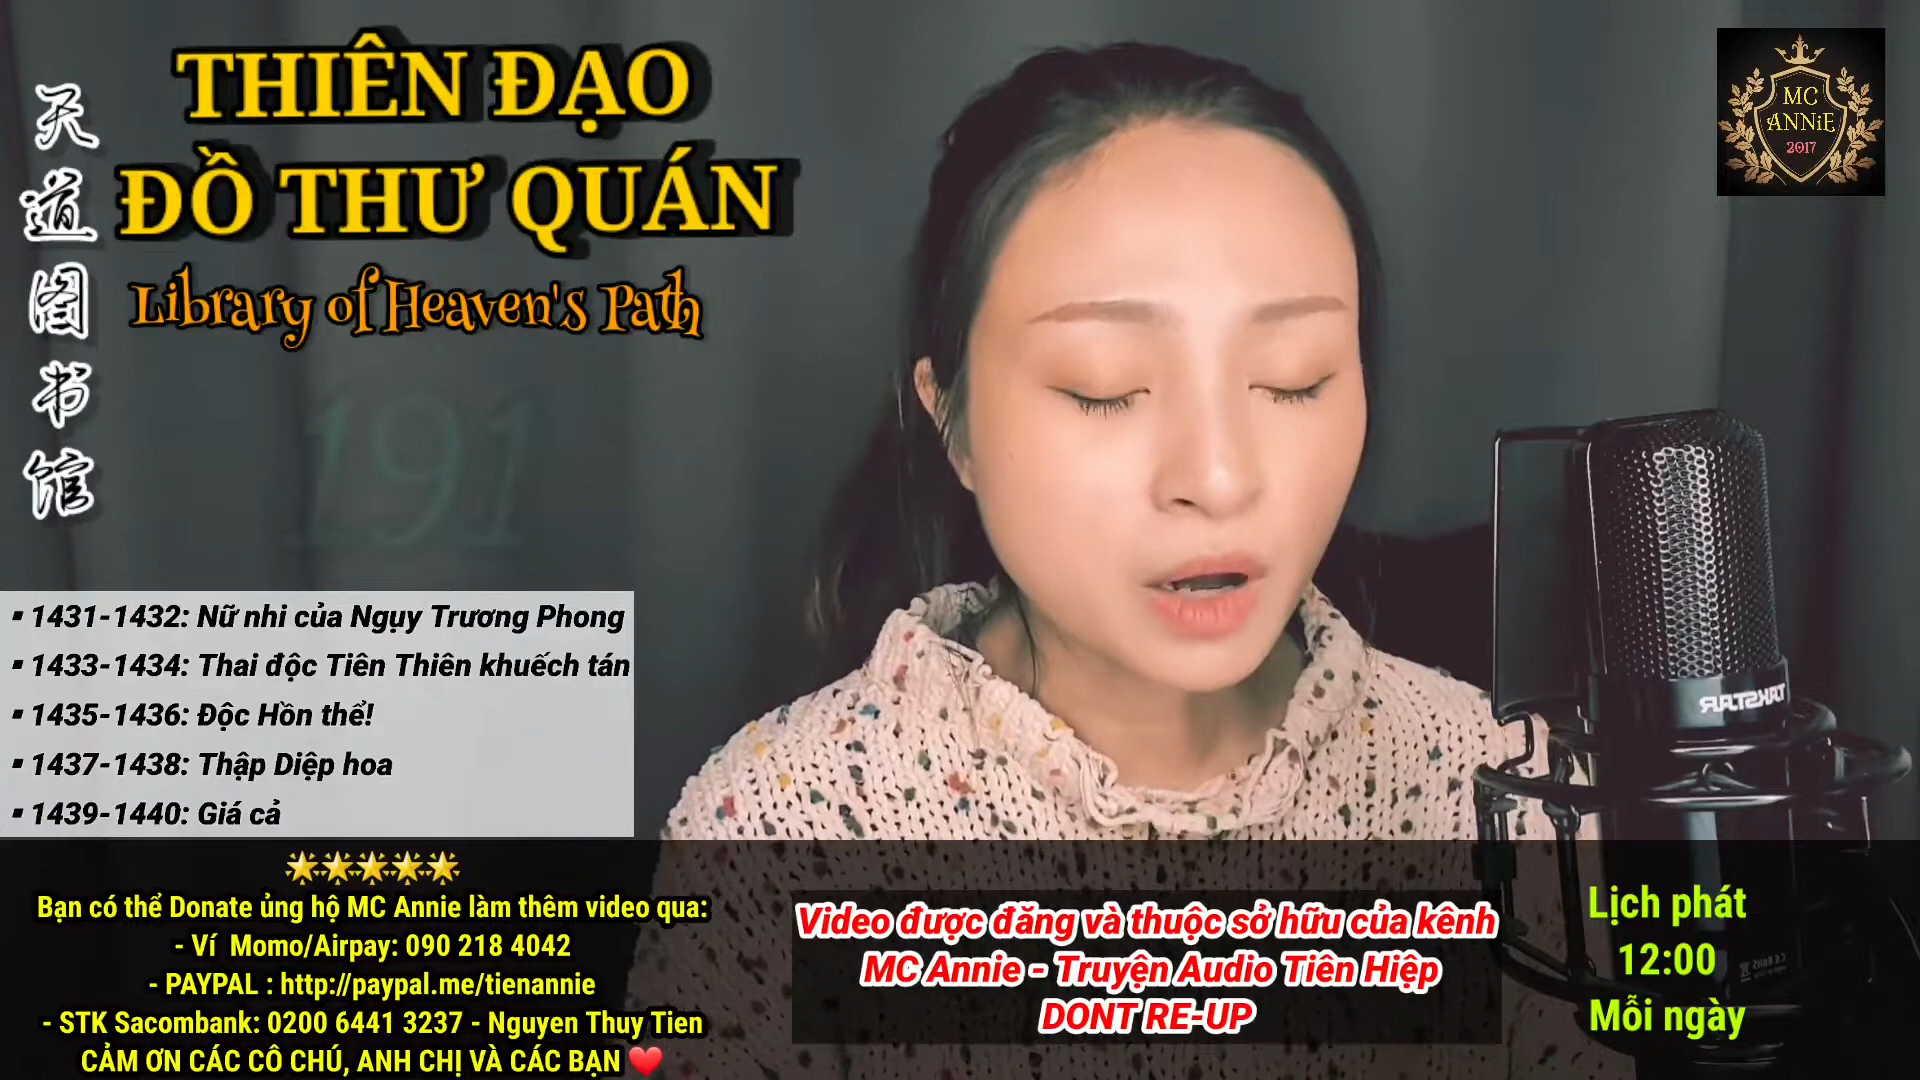 天
道
图
书
馆
THIÊN ĐẠO
ĐỒ THƯ QUÁN
Library of Heaven's Path
191
MC
ANNiE
2017
▪ 1431-1432: Nữ nhi của Ngụy Trương Phong
▪ 1433-1434: Thai độc Tiên Thiên khuếch tán
▪ 1435-1436: Độc Hồn thể!
▪ 1437-1438: Thập Diệp hoa
▪ 1439-1440: Giá cả
TAKSTAR
🌟🌟🌟🌟🌟
Bạn có thể Donate ủng hộ MC Annie làm thêm video qua:
- Ví Momo/Airpay: 090 218 4042
- PAYPAL : http://paypal.me/tienannie
- STK Sacombank: 0200 6441 3237 - Nguyen Thuy Tien
CẢM ƠN CÁC CÔ CHÚ, ANH CHỊ VÀ CÁC BẠN ❤️
Video được đăng và thuộc sở hữu của kênh
MC Annie - Truyện Audio Tiên Hiệp
DONT RE-UP
Lịch phát
12:00
Mỗi ngày